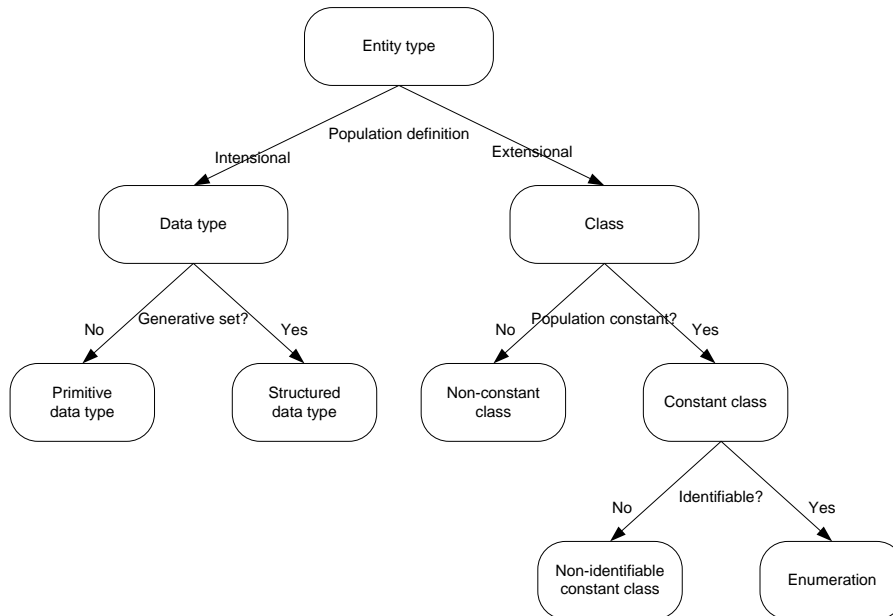 Entity type
Population definition
Intensional
Extensional
Data type
Class
No
Generative set?
Yes
No
Population constant?
Yes
Primitive
data type
Structured
data type
Non-constant
class
Constant class
No
Identifiable?
Yes
Non-identifiable
constant class
Enumeration